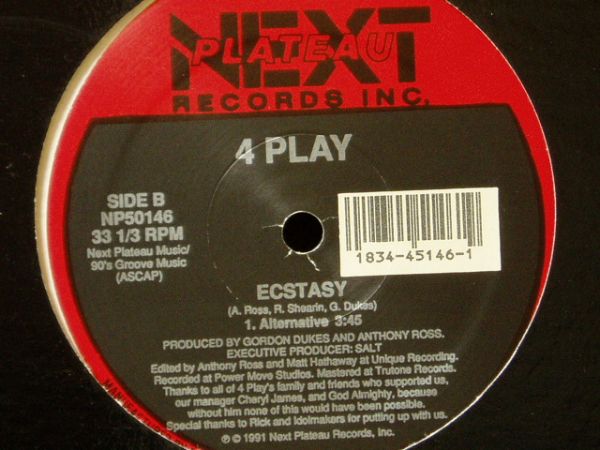 NEXT
PLATEAU
RECORDS INC.
4 PLAY
SIDE B
NP50146
33 1/3 RPM
Next Plateau Music/
90's Groove Music
(ASCAP)
1834-45146-1
ECSTASY
(A. Ross, R. Shearin, G. Dukes)
1. Alternative 3:45
PRODUCED BY GORDON DUKES AND ANTHONY ROSS.
EXECUTIVE PRODUCER: SALT
Edited by Anthony Ross and Matt Hathaway at Unique Recording.
Recorded at Power Move Studios. Mastered at Trutone Records.
Thanks to all of 4 Play's family and friends who supported us,
our manager Cheryl James, and God Almighty, because
without him none of this would have been possible.
Special thanks to Rick and Idolmakers for putting up with us.
℗ © 1991 Next Plateau Records, Inc.